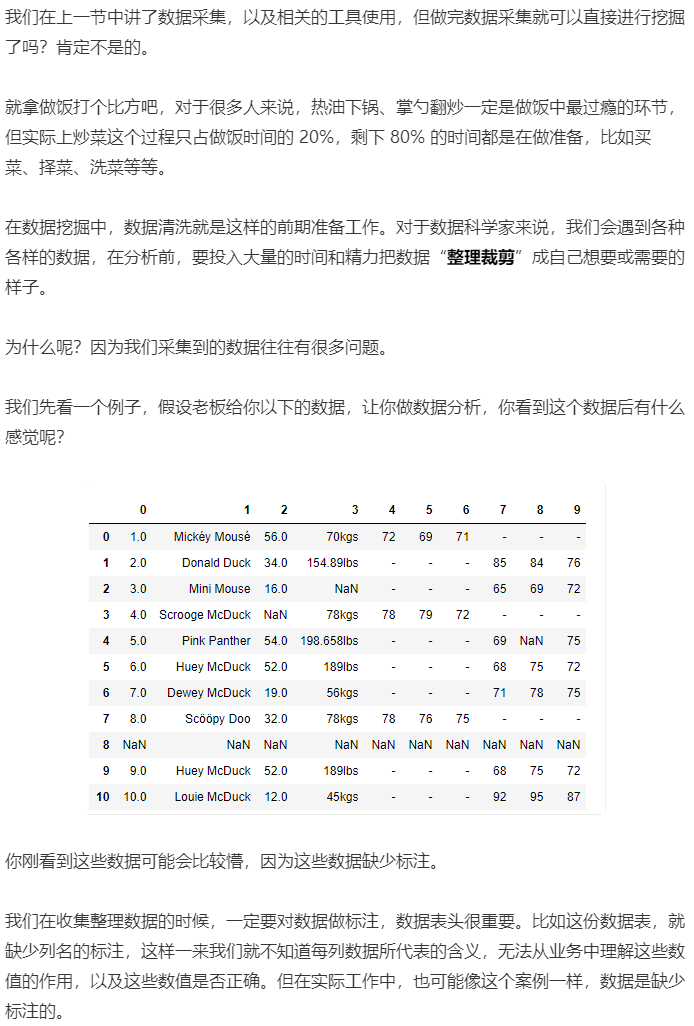 我们在上一节中讲了数据采集，以及相关的工具使用，但做完数据采集就可以直接进行挖掘
了吗？肯定不是的。
就拿做饭打个比方吧，对于很多人来说，热油下锅、掌勺翻炒一定是做饭中最过瘾的环节，
但实际上炒菜这个过程只占做饭时间的 20%，剩下 80% 的时间都是在做准备，比如买
菜、择菜、洗菜等等。
在数据挖掘中，数据清洗就是这样的前期准备工作。对于数据科学家来说，我们会遇到各种
各样的数据，在分析前，要投入大量的时间和精力把数据“整理裁剪”成自己想要或需要的
样子。
为什么呢？因为我们采集到的数据往往有很多问题。
我们先看一个例子，假设老板给你以下的数据，让你做数据分析，你看到这个数据后有什么
感觉呢？
0 1 2 3 4 5 6 7 8 9
0 1.0 Mickéy Mousé 56.0 70kgs 72 69 71 - - -
1 2.0 Donald Duck 34.0 154.89lbs - - - 85 84 76
2 3.0 Mini Mouse 16.0 NaN - - - 65 69 72
3 4.0 Scrooge McDuck NaN 78kgs 78 79 72 - - -
4 5.0 Pink Panther 54.0 198.658lbs - - - 69 NaN 75
5 6.0 Huey McDuck 52.0 189lbs - - - 68 75 72
6 7.0 Dewey McDuck 19.0 56kgs - - - 71 78 75
7 8.0 Scööpy Doo 32.0 78kgs 78 76 75 - - -
8 NaN NaN NaN NaN NaN NaN NaN NaN NaN NaN
9 9.0 Huey McDuck 52.0 189lbs - - - 68 75 72
10 10.0 Louie McDuck 12.0 45kgs - - - 92 95 87
你刚看到这些数据可能会比较懵，因为这些数据缺少标注。
我们在收集整理数据的时候，一定要对数据做标注，数据表头很重要。比如这份数据表，就
缺少列名的标注，这样一来我们就不知道每列数据所代表的含义，无法从业务中理解这些数
值的作用，以及这些数值是否正确。但在实际工作中，也可能像这个案例一样，数据是缺少
标注的。